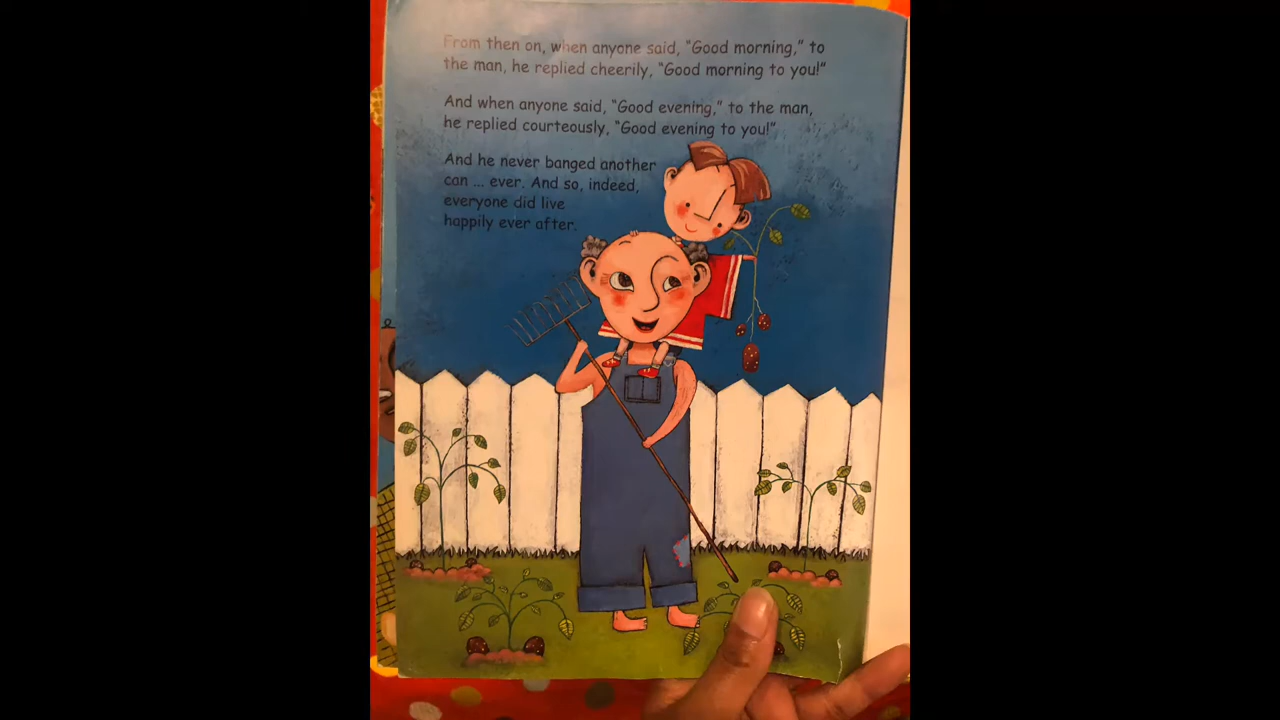 From then on, when anyone said, “Good morning,” to
the man, he replied cheerily, “Good morning to you!”
And when anyone said, “Good evening,” to the man,
he replied courteously, “Good evening to you!”
And he never banged another
can ... ever. And so, indeed,
everyone did live
happily ever after.